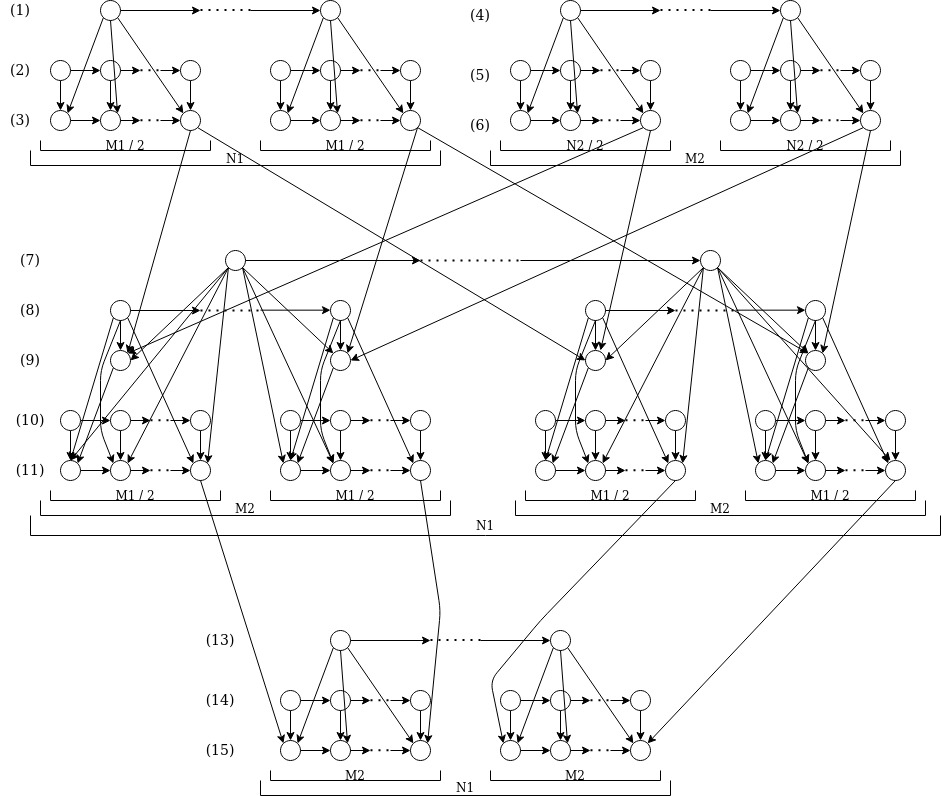 (1) (4)
(2) (5)
(3) (6)
M1 / 2 M1 / 2 N2 / 2 N2 / 2
N1 M2
(7)
(8)
(9)
(10)
(11)
M1 / 2 M1 / 2 M1 / 2 M1 / 2
M2 M2
N1
(13)
(14)
(15)
M2 M2
N1